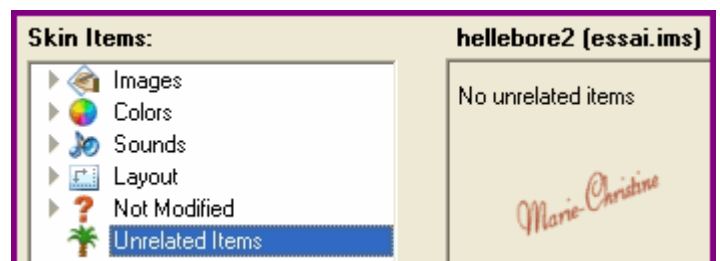 Skin Items:
Images
Colors
Sounds
Layout
Not Modified
Unrelated Items
hellebore2 (essai.ims)
No unrelated items
Marie-Christine